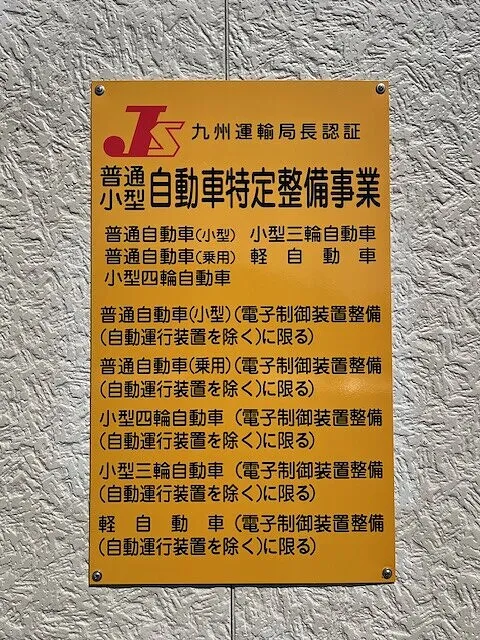 JS 九州運輸局長認証
普通
小型 自動車特定整備事業
普通自動車(小型) 小型三輪自動車
普通自動車(乗用) 軽自動車
小型四輪自動車
普通自動車(小型)(電子制御装置整備
(自動運行装置を除く)に限る)
普通自動車(乗用)(電子制御装置整備
(自動運行装置を除く)に限る)
小型四輪自動車(電子制御装置整備
(自動運行装置を除く)に限る)
小型三輪自動車(電子制御装置整備
(自動運行装置を除く)に限る)
軽自動車(電子制御装置整備
(自動運行装置を除く)に限る)